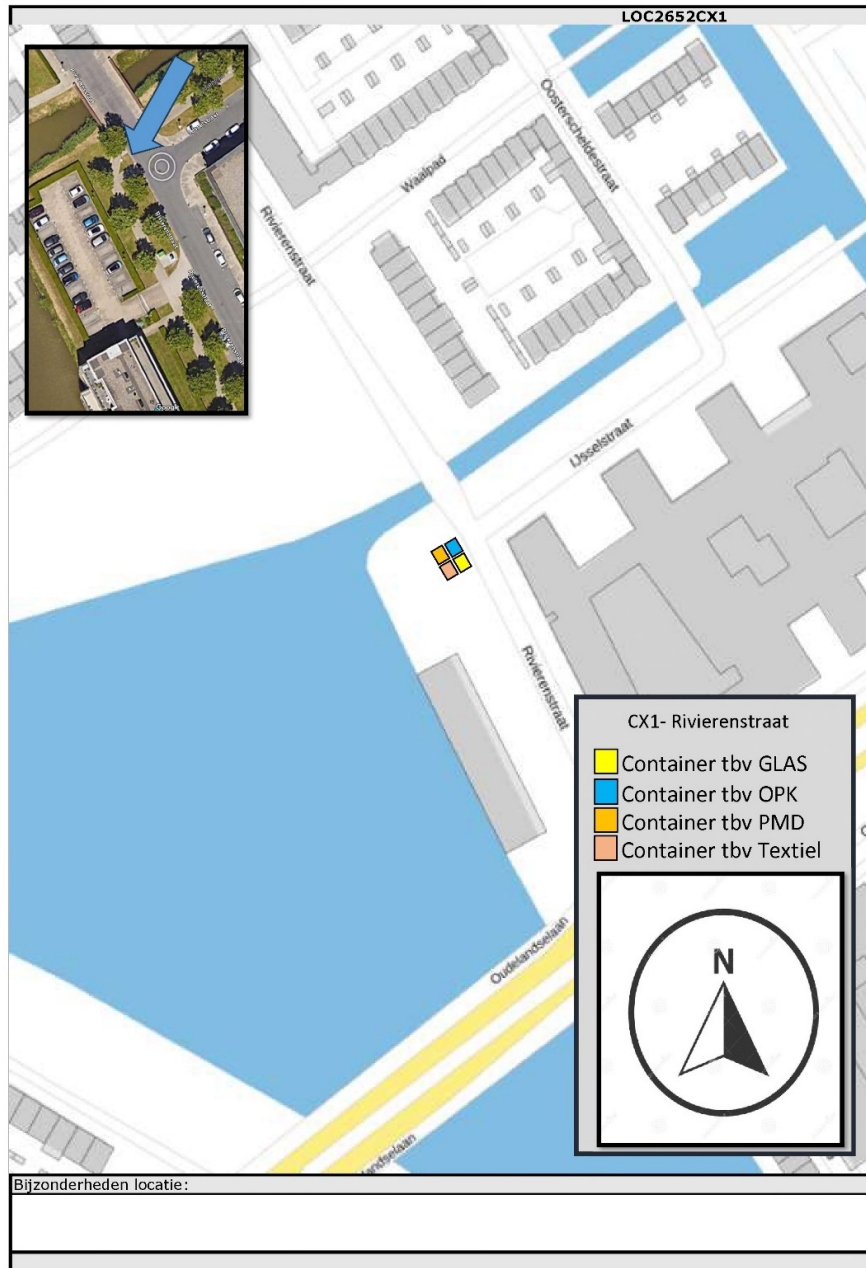 LOC2652CX1
Oosterscheldestraat
Waalpad
Rivierenstraat
IJsselstraat
Rivierenstraat
CX1- Rivierenstraat
Container tbv GLAS
Container tbv OPK
Container tbv PMD
Container tbv Textiel
N
Oudelandselaan
landselaan
Bijzonderheden locatie: